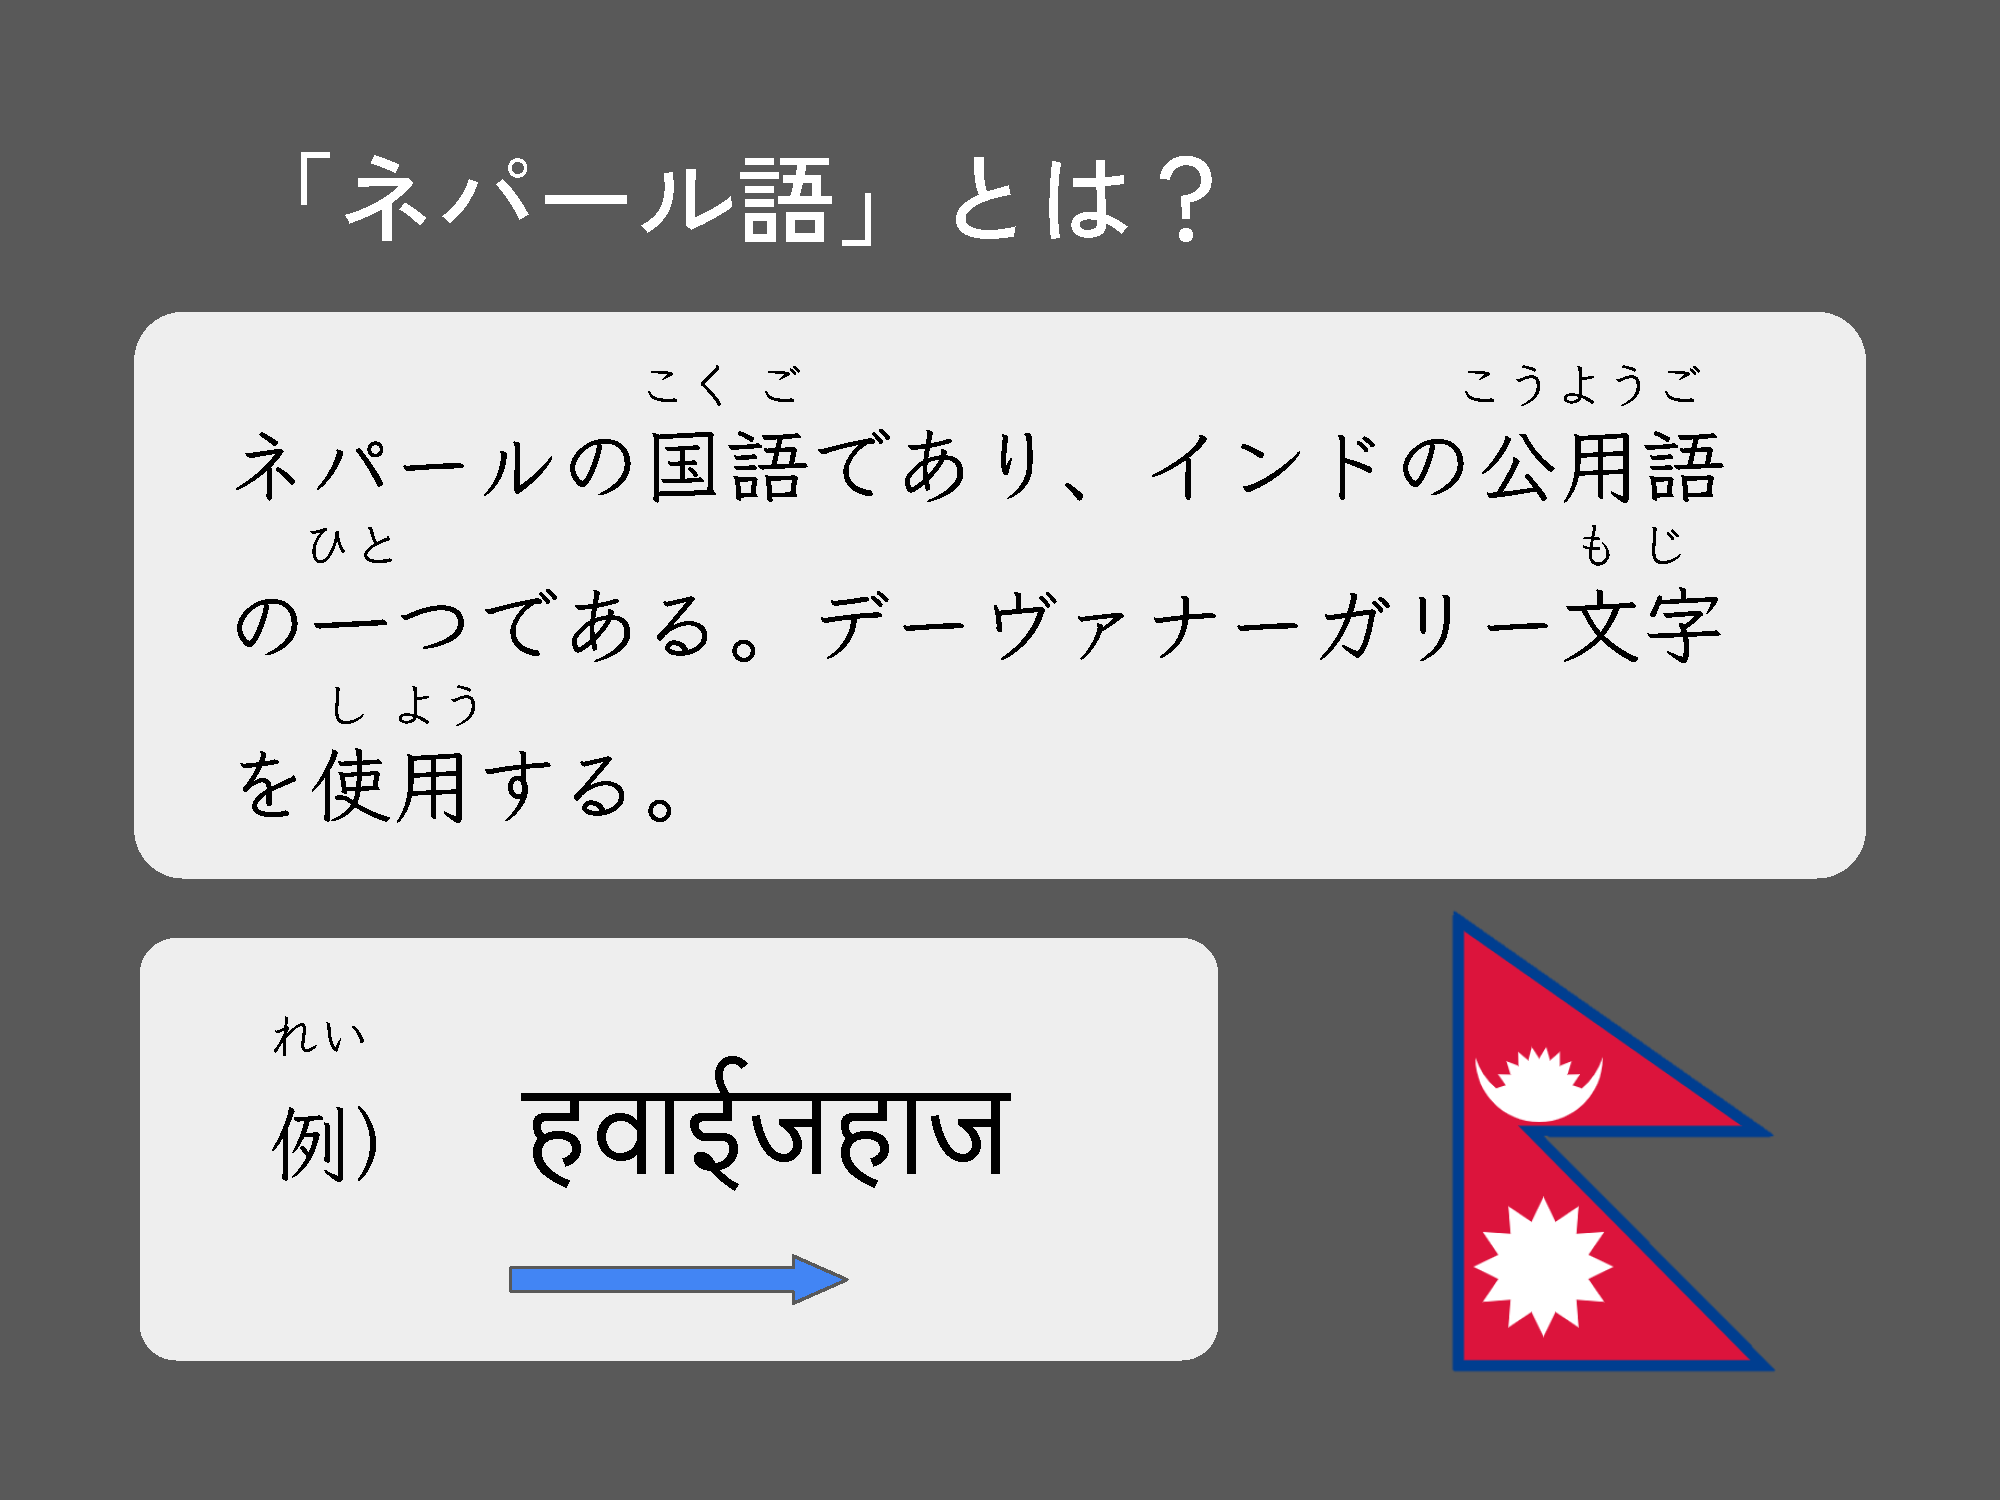 「ネパール語」とは？
こく ご こうようご
ネパールの国語であり、インドの公用語
ひと も じ
の一つである。デーヴァナーガリー文字
し よう
を使用する。
れい
例) हवाईजहाज